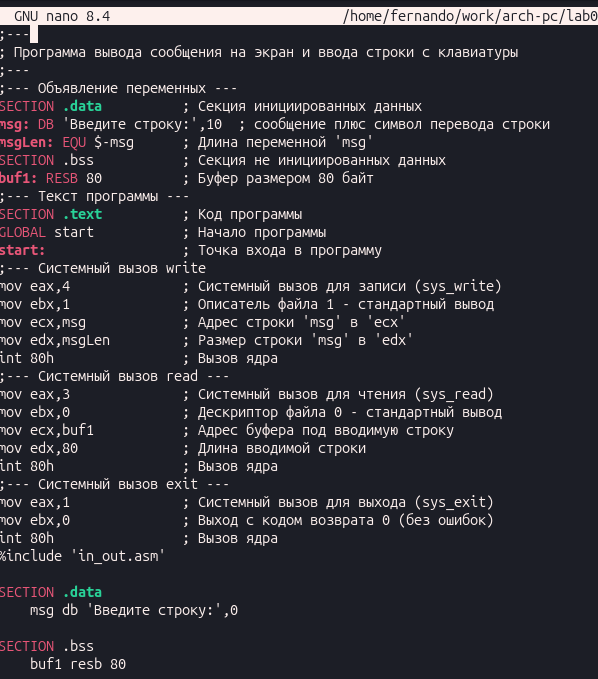 GNU nano 8.4 /home/fernando/work/arch-pc/lab0
;---
; Программа вывода сообщения на экран и ввода строки с клавиатуры
;---
;--- Объявление переменных ---
SECTION .data ; Секция инициированных данных
msg: DB 'Введите строку:',10 ; сообщение плюс символ перевода строки
msgLen: EQU $-msg ; Длина переменной 'msg'
SECTION .bss ; Секция не инициированных данных
buf1: RESB 80 ; Буфер размером 80 байт
;--- Текст программы ---
SECTION .text ; Код программы
GLOBAL start ; Начало программы
start: ; Точка входа в программу
;--- Системный вызов write
mov eax,4 ; Системный вызов для записи (sys_write)
mov ebx,1 ; Описатель файла 1 - стандартный вывод
mov ecx,msg ; Адрес строки 'msg' в 'ecx'
mov edx,msgLen ; Размер строки 'msg' в 'edx'
int 80h ; Вызов ядра
;--- Системный вызов read ---
mov eax,3 ; Системный вызов для чтения (sys_read)
mov ebx,0 ; Дескриптор файла 0 - стандартный вывод
mov ecx,buf1 ; Адрес буфера под вводимую строку
mov edx,80 ; Длина вводимой строки
int 80h ; Вызов ядра
;--- Системный вызов exit ---
mov eax,1 ; Системный вызов для выхода (sys_exit)
mov ebx,0 ; Выход с кодом возврата 0 (без ошибок)
int 80h ; Вызов ядра
%include 'in_out.asm'
SECTION .data
msg db 'Введите строку:',0
SECTION .bss
buf1 resb 80